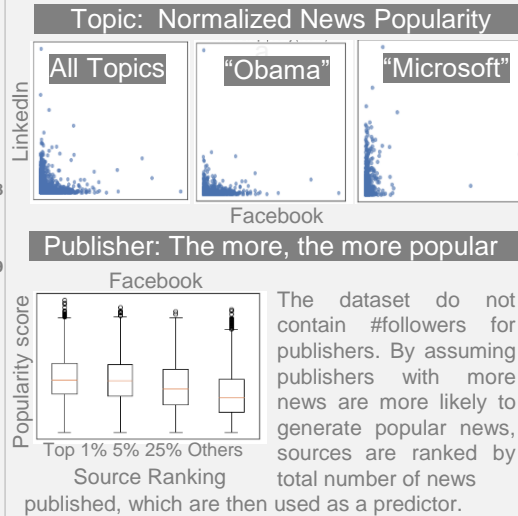 Topic: Normalized News Popularity
All Topics
“Obama”
“Microsoft”
LinkedIn
Facebook
Publisher: The more, the more popular
Facebook
Popularity score
Top 1% 5% 25% Others
Source Ranking
The dataset do not
contain #followers for
publishers. By assuming
publishers with more
news are more likely to
generate popular news,
sources are ranked by
total number of news
published, which are then used as a predictor.